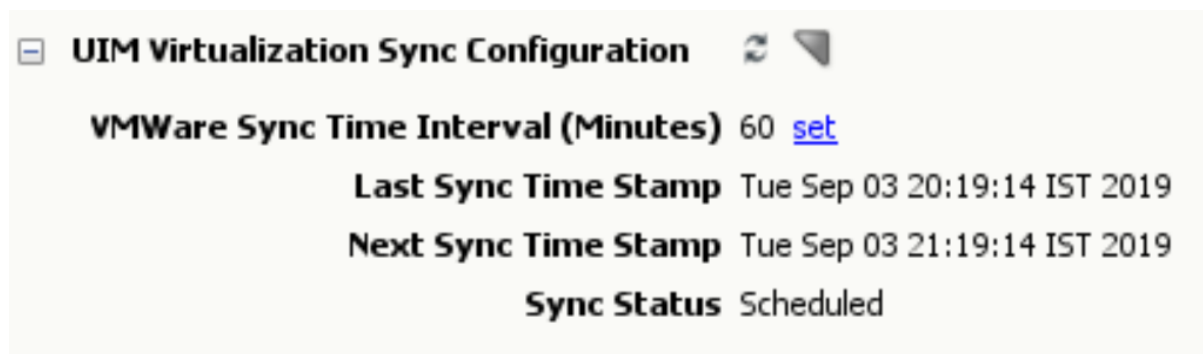 UIM Virtualization Sync Configuration
VMWare Sync Time Interval (Minutes) 60 set
Last Sync Time Stamp Tue Sep 03 20:19:14 IST 2019
Next Sync Time Stamp Tue Sep 03 21:19:14 IST 2019
Sync Status Scheduled